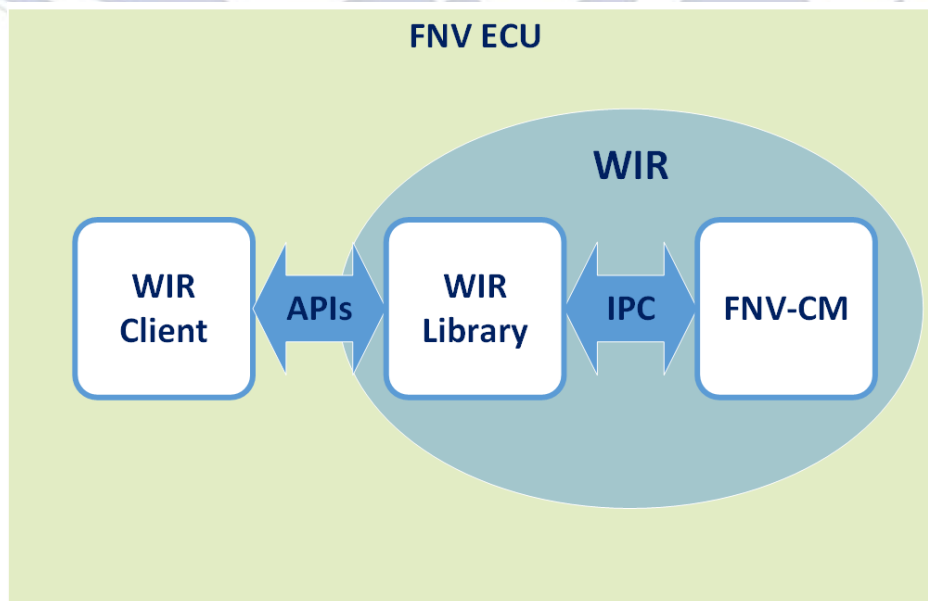 FNV ECU
WIR
WIR
Client
APIs
WIR
Library
IPC
FNV-CM